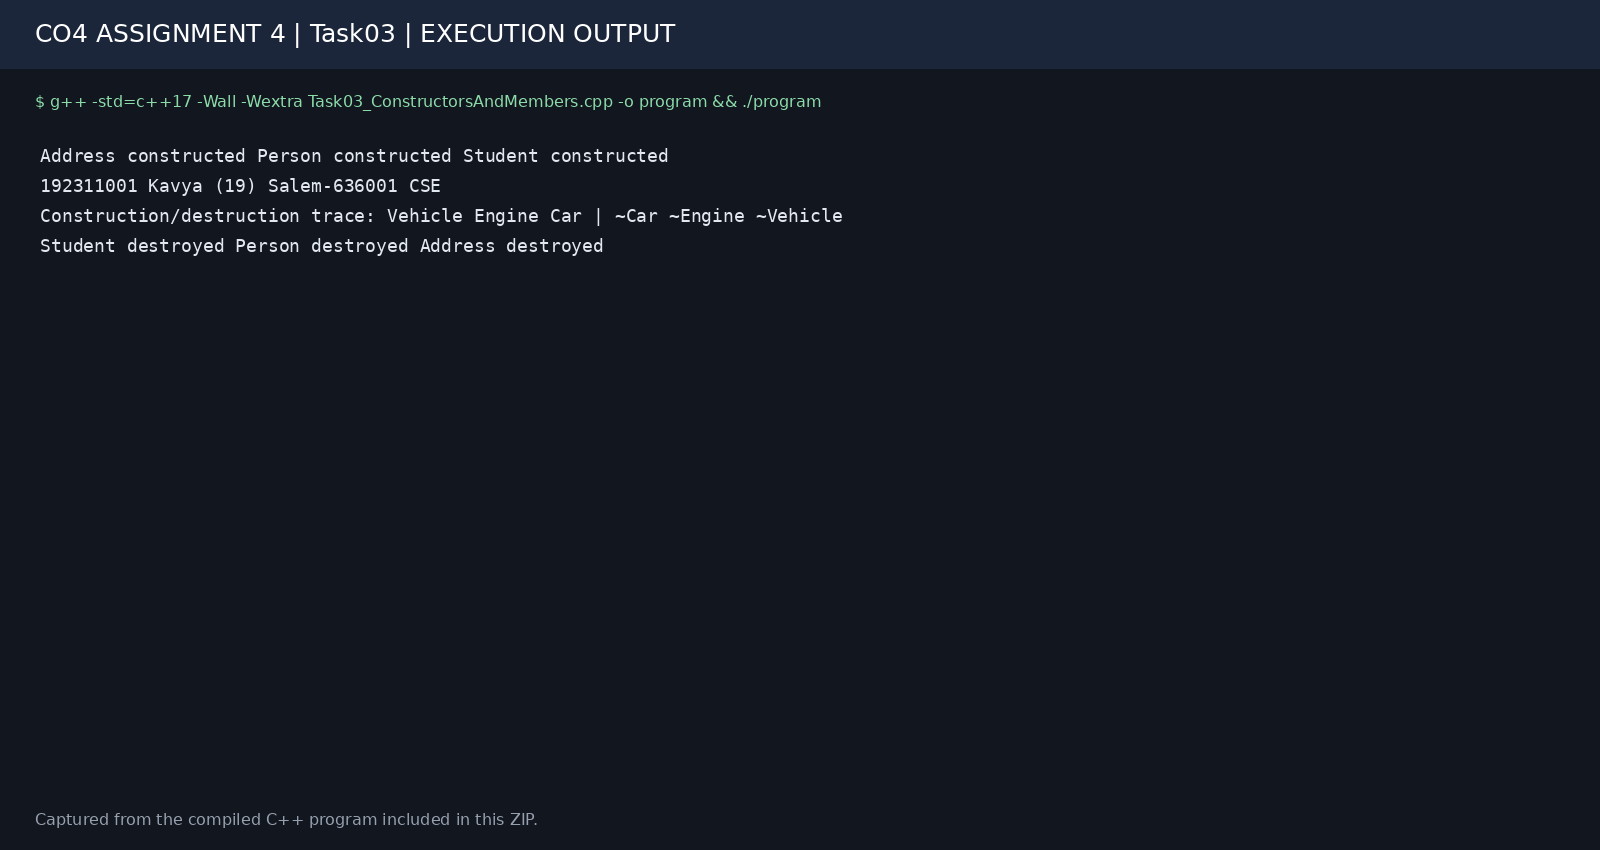 CO4 ASSIGNMENT 4 | Task03 | EXECUTION OUTPUT
$ g++ -std=c++17 -Wall -Wextra Task03_ConstructorsAndMembers.cpp -o program && ./program
Address constructed Person constructed Student constructed
192311001 Kavya (19) Salem-636001 CSE
Construction/destruction trace: Vehicle Engine Car | ~Car ~Engine ~Vehicle
Student destroyed Person destroyed Address destroyed
Captured from the compiled C++ program included in this ZIP.